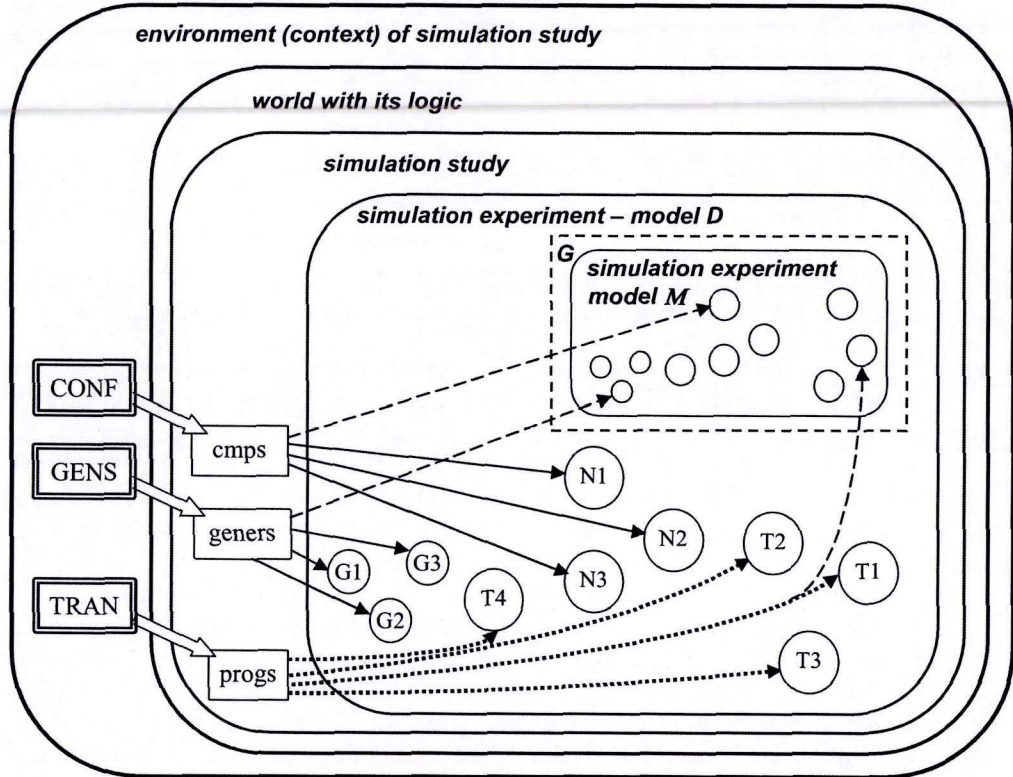 environment (context) of simulation study
world with its logic
simulation study
simulation experiment – model D
G
simulation experiment
model M
CONF
cmps
GENS
N1
geners
N2
T2
G3
G1
N3
T1
T4
TRAN
G2
progs
T3